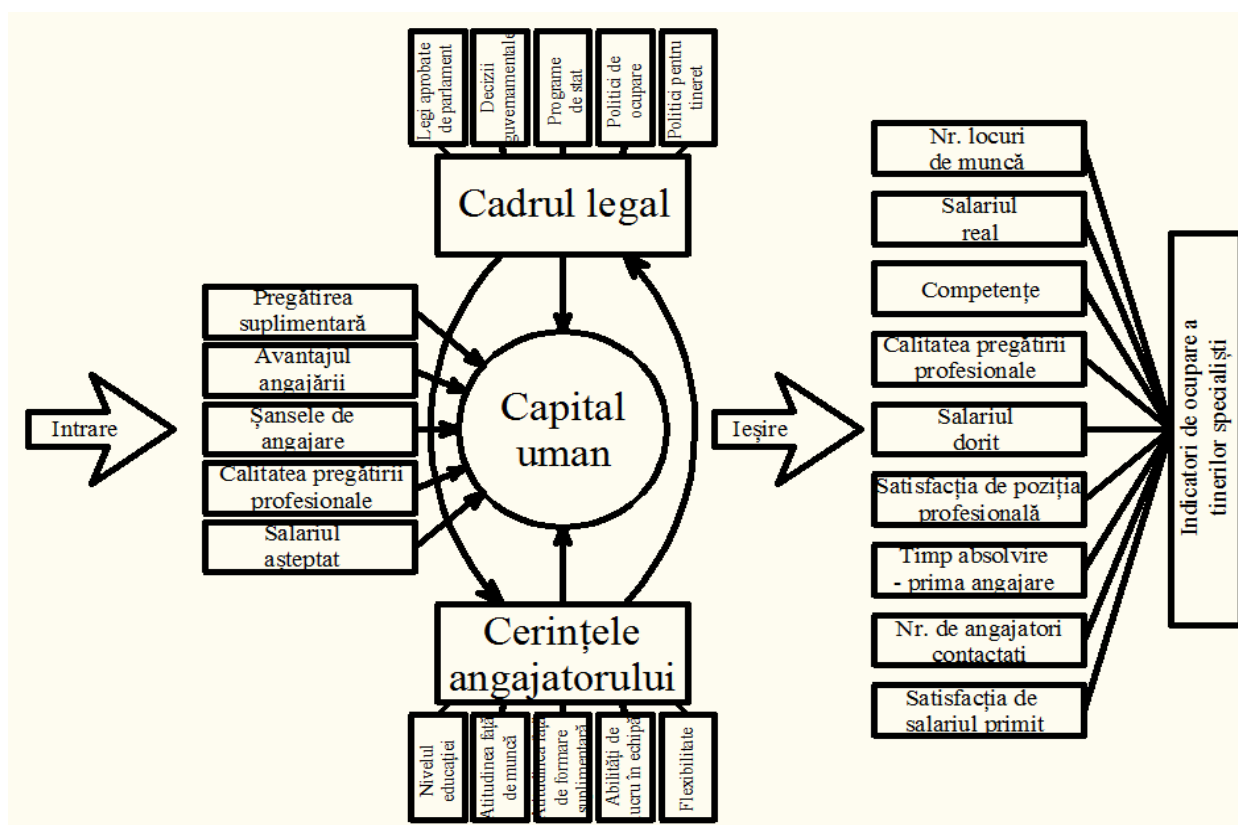 Legi aprobate
de parlament
Decizii
guvernamentale
Programe
de stat
Politici de
ocupare
Politici pentru
tineret
Cadrul legal
Intrare
Pregătirea
suplimentară
Avantajul
angajării
Șansele de
angajare
Calitatea pregătirii
profesionale
Salariul
așteptat
Capital
uman
Cerințele
angajatorului
Nivelul
educației
Atitudinea față
de muncă
Atitudinea față
de formare
suplimentară
Abilități de
lucru în echipă
Flexibilitate
Ieșire
Nr. locuri
de muncă
Salariul
real
Competențe
Calitatea pregătirii
profesionale
Salariul
dorit
Satisfacția de poziția
profesională
Timp absolvire
- prima angajare
Nr. de angajatori
contactati
Satisfacția de
salariul primit
Indicatori de ocupare a
tinerilor specialiști